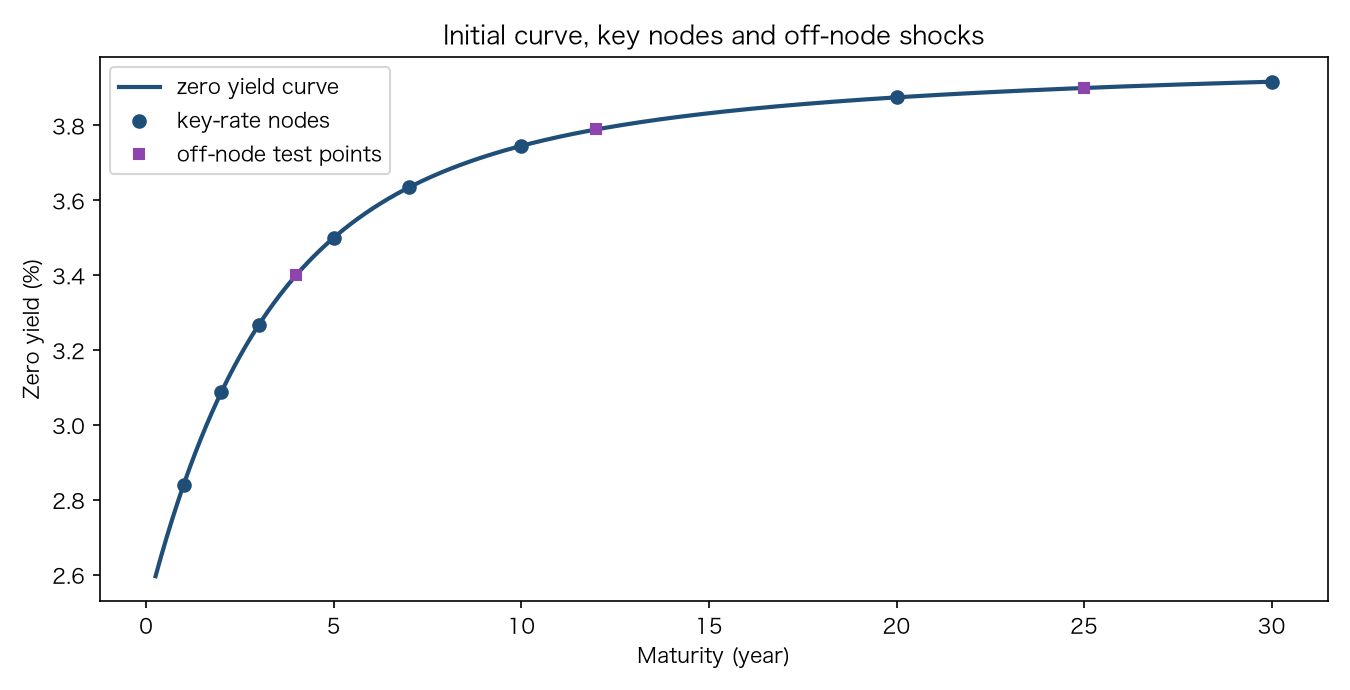 Initial curve, key nodes and off-node shocks
zero yield curve
key-rate nodes
off-node test points
Zero yield (%)
3.8
3.6
3.4
3.2
3.0
2.8
2.6
0 5 10 15 20 25 30
Maturity (year)